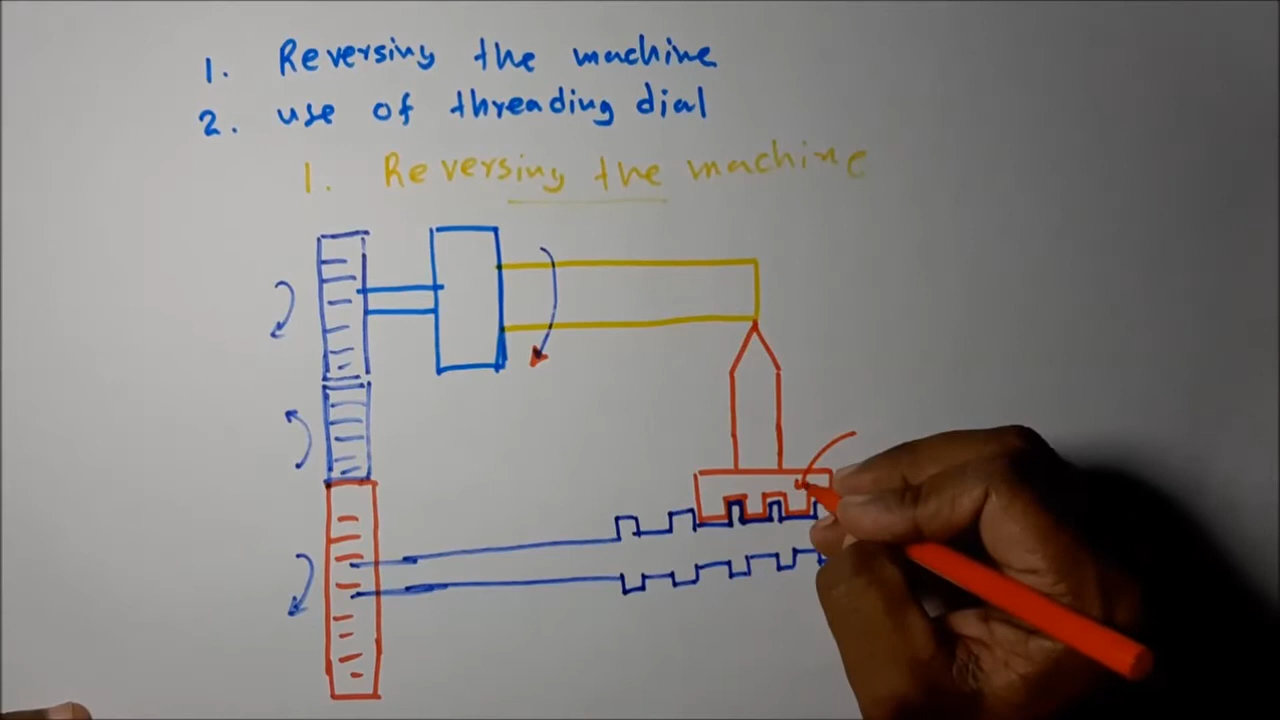 1. Reversing the machine
2. use of threading dial
1. Reversing the machine